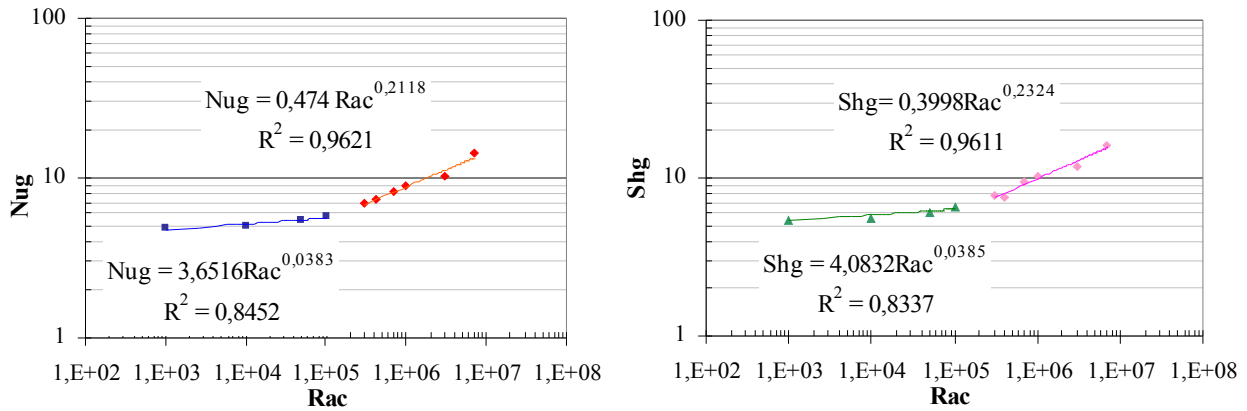 100
10
1
Nug
Nug = 0,474 Rac^0,2118
R^2 = 0,9621
Nug = 3,6516Rac^0,0383
R^2 = 0,8452
1,E+02 1,E+03 1,E+04 1,E+05 1,E+06 1,E+07 1,E+08
Rac
100
10
1
Shg
Shg= 0,3998Rac^0,2324
R^2 = 0,9611
Shg = 4,0832Rac^0,0385
R^2 = 0,8337
1,E+02 1,E+03 1,E+04 1,E+05 1,E+06 1,E+07 1,E+08
Rac